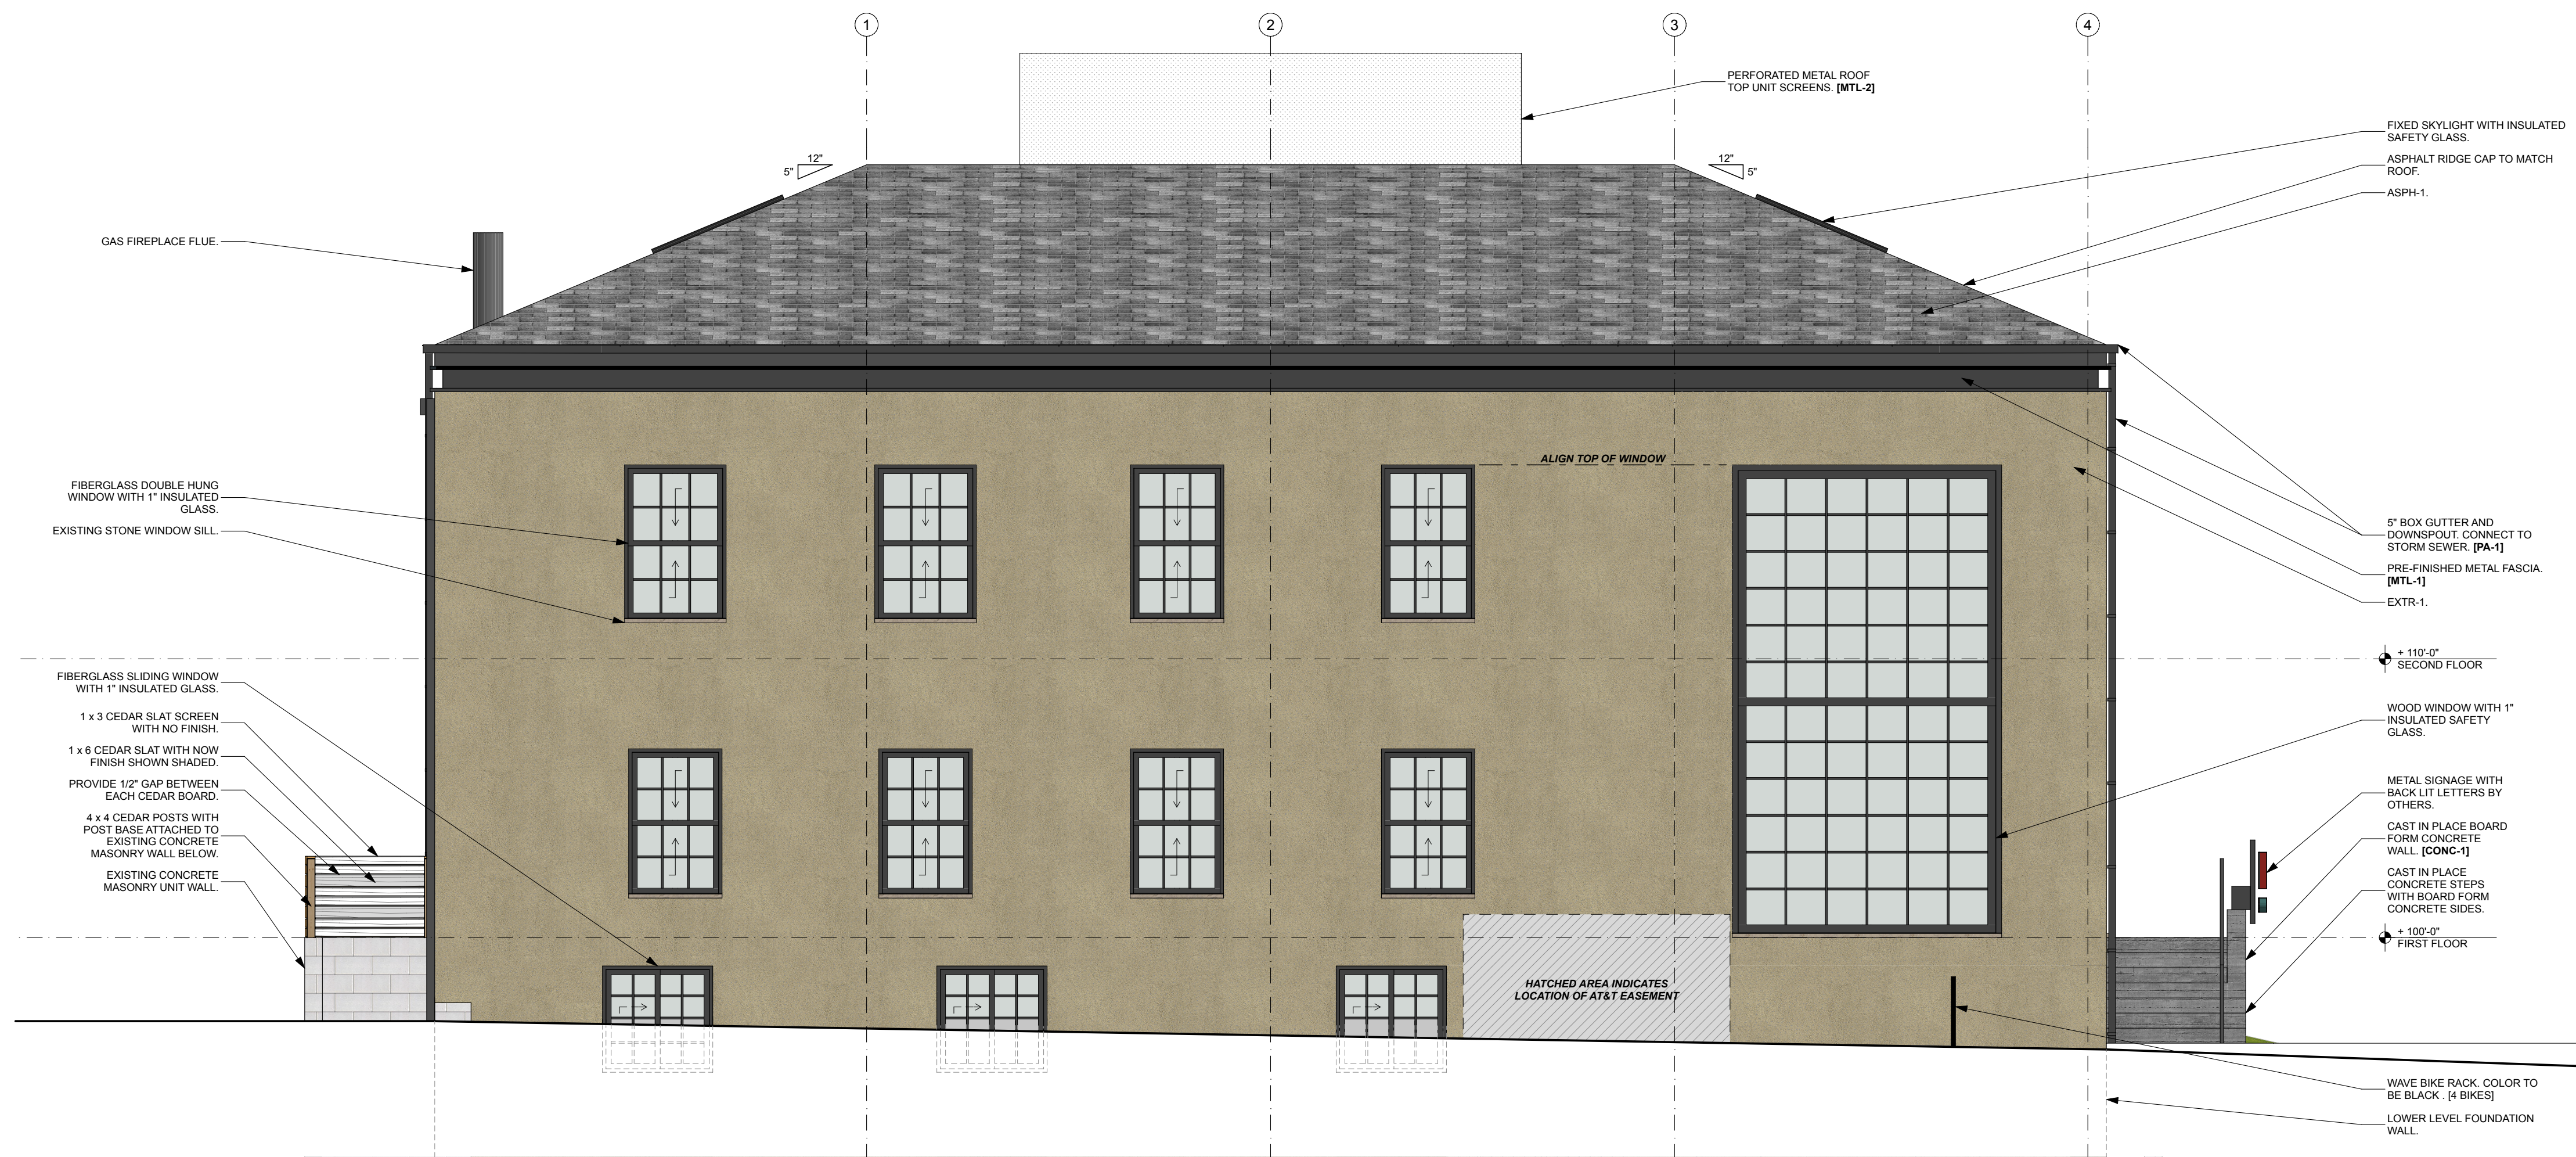 1
2
3
4
PERFORATED METAL ROOF
TOP UNIT SCREENS. [MTL-2]
12"
5"
12"
5"
FIXED SKYLIGHT WITH INSULATED
SAFETY GLASS.
ASPHALT RIDGE CAP TO MATCH
ROOF.
ASPH-1.
GAS FIREPLACE FLUE.
ALIGN TOP OF WINDOW
FIBERGLASS DOUBLE HUNG
WINDOW WITH 1" INSULATED
GLASS.
EXISTING STONE WINDOW SILL.
5" BOX GUTTER AND
DOWNSPOUT. CONNECT TO
STORM SEWER. [PA-1]
PRE-FINISHED METAL FASCIA.
[MTL-1]
EXTR-1.
+ 110'-0"
SECOND FLOOR
FIBERGLASS SLIDING WINDOW
WITH 1" INSULATED GLASS.
1 x 3 CEDAR SLAT SCREEN
WITH NO FINISH.
1 x 6 CEDAR SLAT WITH NOW
FINISH SHOWN SHADED.
PROVIDE 1/2" GAP BETWEEN
EACH CEDAR BOARD.
4 x 4 CEDAR POSTS WITH
POST BASE ATTACHED TO
EXISTING CONCRETE
MASONRY WALL BELOW.
EXISTING CONCRETE
MASONRY UNIT WALL.
WOOD WINDOW WITH 1"
INSULATED SAFETY
GLASS.
METAL SIGNAGE WITH
BACK LIT LETTERS BY
OTHERS.
CAST IN PLACE BOARD
FORM CONCRETE
WALL. [CONC-1]
CAST IN PLACE
CONCRETE STEPS
WITH BOARD FORM
CONCRETE SIDES.
+ 100'-0"
FIRST FLOOR
HATCHED AREA INDICATES
LOCATION OF AT&T EASEMENT
WAVE BIKE RACK. COLOR TO
BE BLACK . [4 BIKES]
LOWER LEVEL FOUNDATION
WALL.